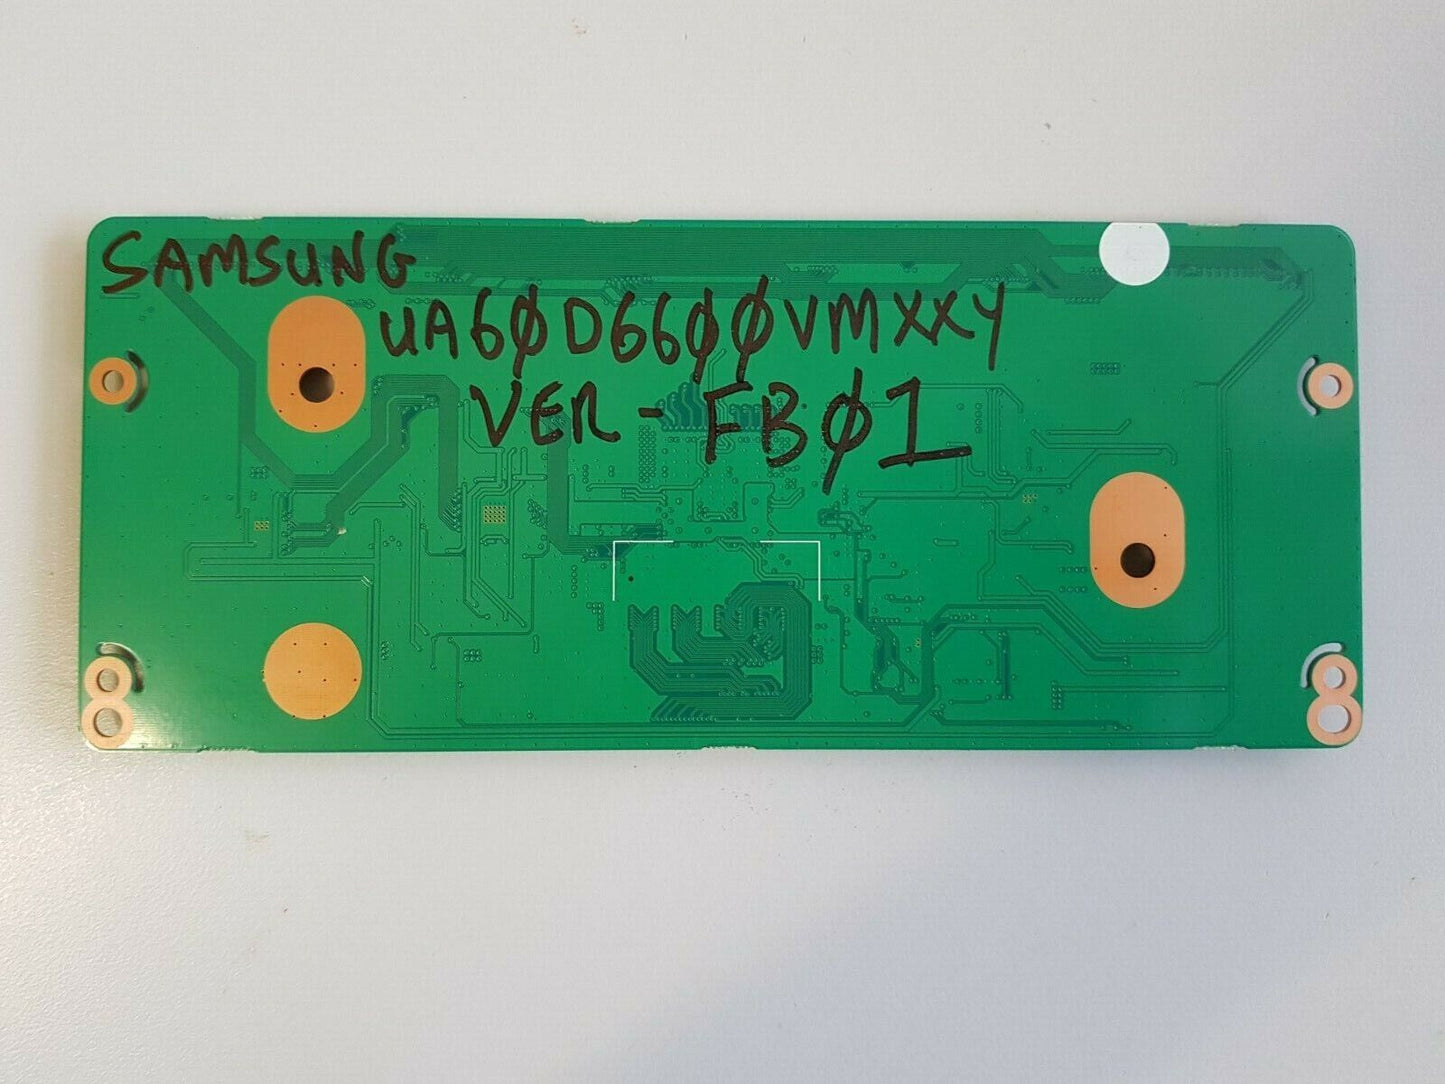 SAMSUNG
UA60D6600VMXXY
VER - FB01